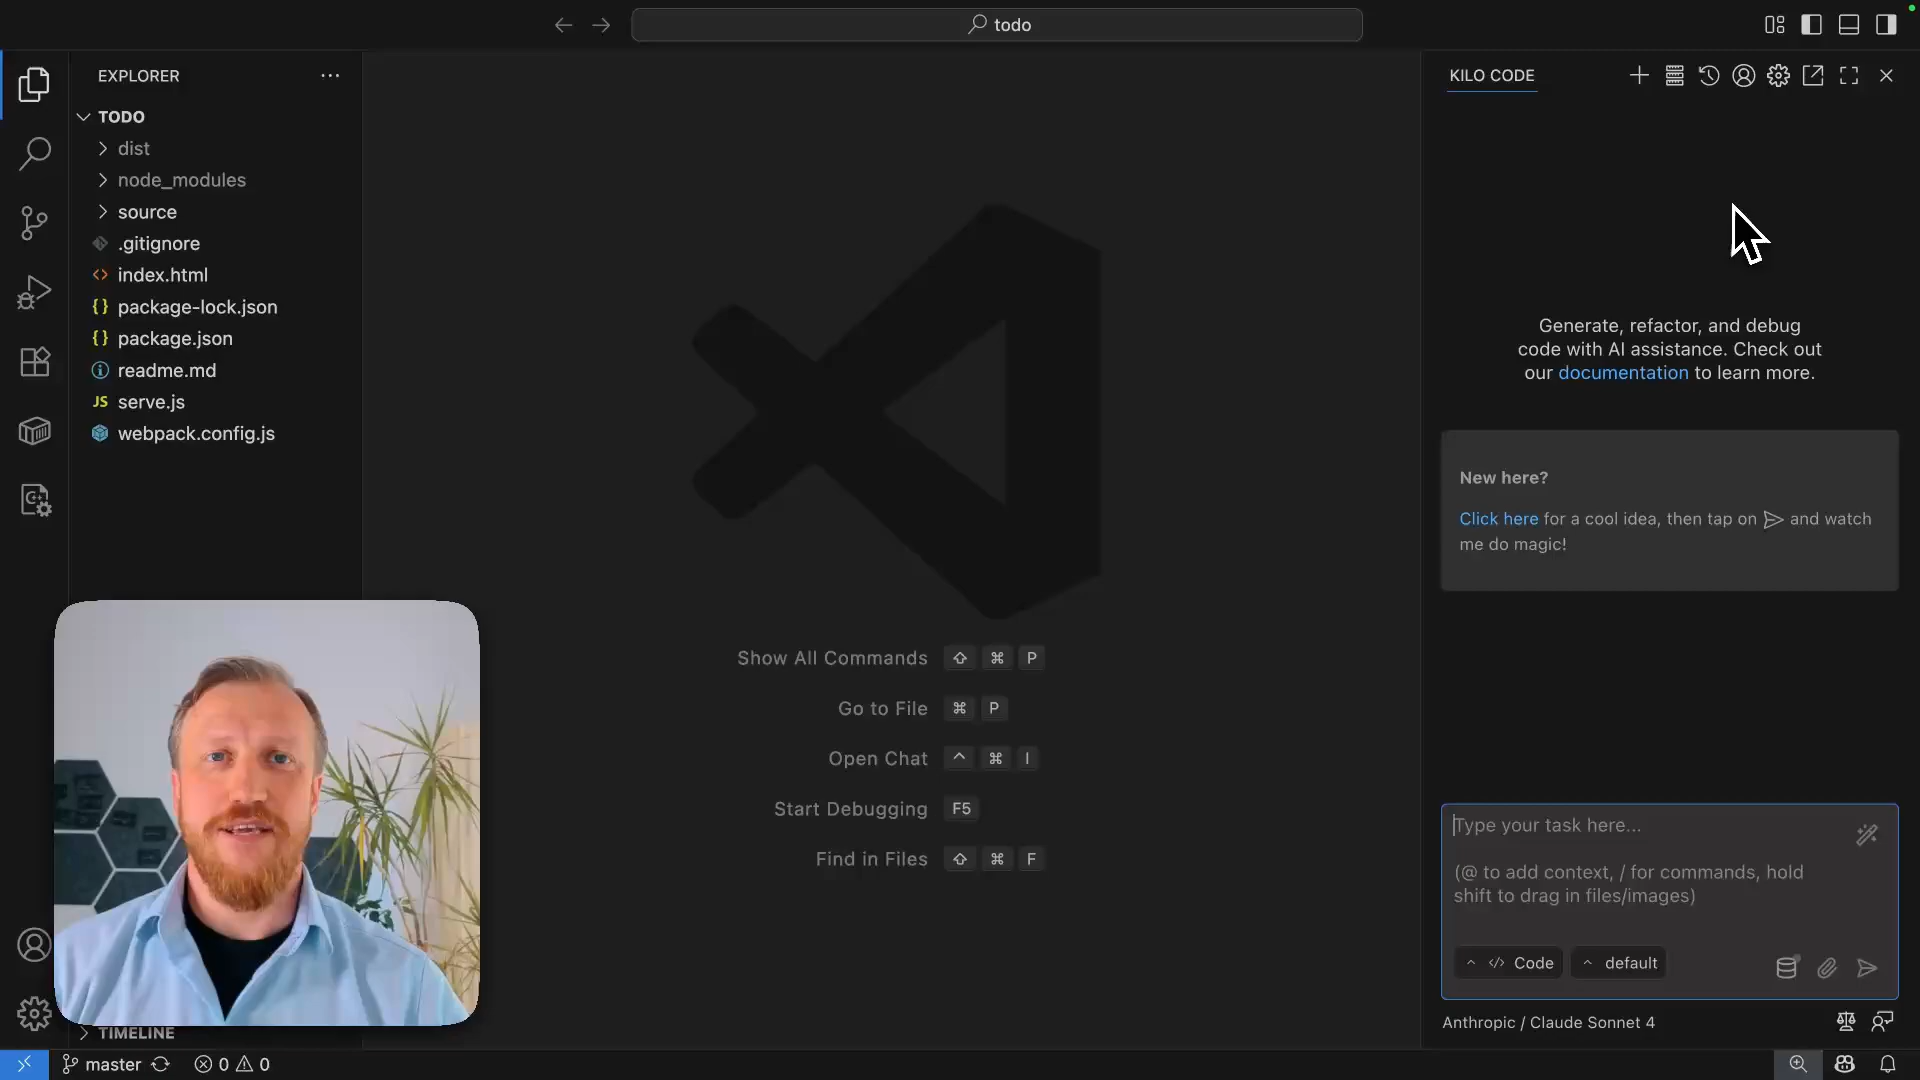 todo
EXPLORER
TODO
dist
node_modules
source
.gitignore
index.html
package-lock.json
package.json
readme.md
JS serve.js
webpack.config.js
TIMELINE
master
0 0
Show All Commands ⇧ ⌘ P
Go to File ⌘ P
Open Chat ^ ⌘ I
Start Debugging F5
Find in Files ⇧ ⌘ F
KILO CODE
Generate, refactor, and debug
code with AI assistance. Check out
our documentation to learn more.
New here?
Click here for a cool idea, then tap on and watch
me do magic!
Type your task here...
(@ to add context, / for commands, hold
shift to drag in files/images)
Code default
Anthropic / Claude Sonnet 4